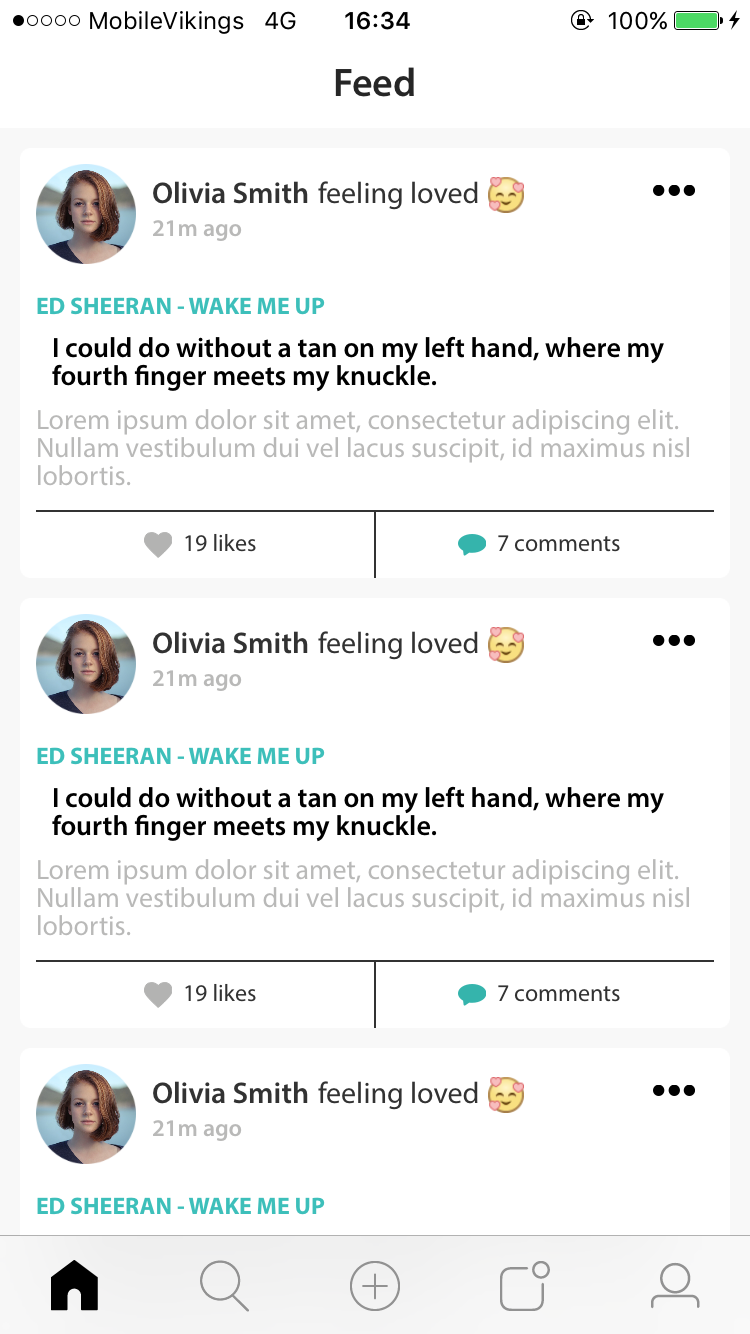 MobileVikings 4G 16:34 100%
Feed
Olivia Smith feeling loved 🥰
21m ago
ED SHEERAN - WAKE ME UP
I could do without a tan on my left hand, where my
fourth finger meets my knuckle.
Lorem ipsum dolor sit amet, consectetur adipiscing elit.
Nullam vestibulum dui vel lacus suscipit, id maximus nisl
lobortis.
19 likes 7 comments
Olivia Smith feeling loved 🥰
21m ago
ED SHEERAN - WAKE ME UP
I could do without a tan on my left hand, where my
fourth finger meets my knuckle.
Lorem ipsum dolor sit amet, consectetur adipiscing elit.
Nullam vestibulum dui vel lacus suscipit, id maximus nisl
lobortis.
19 likes 7 comments
Olivia Smith feeling loved 🥰
21m ago
ED SHEERAN - WAKE ME UP